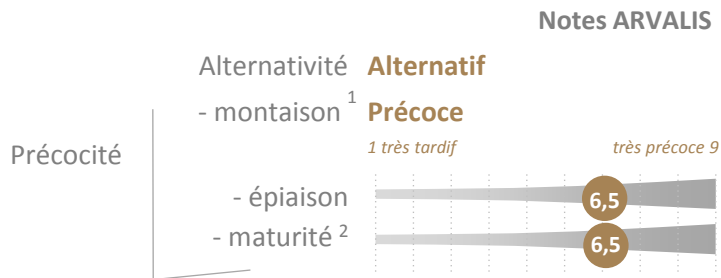 Notes ARVALIS
Alternativité Alternatif
- montaison 1 Précoce
Précocité
1 très tardif très précoce 9
- épiaison 6,5
- maturité 2 6,5